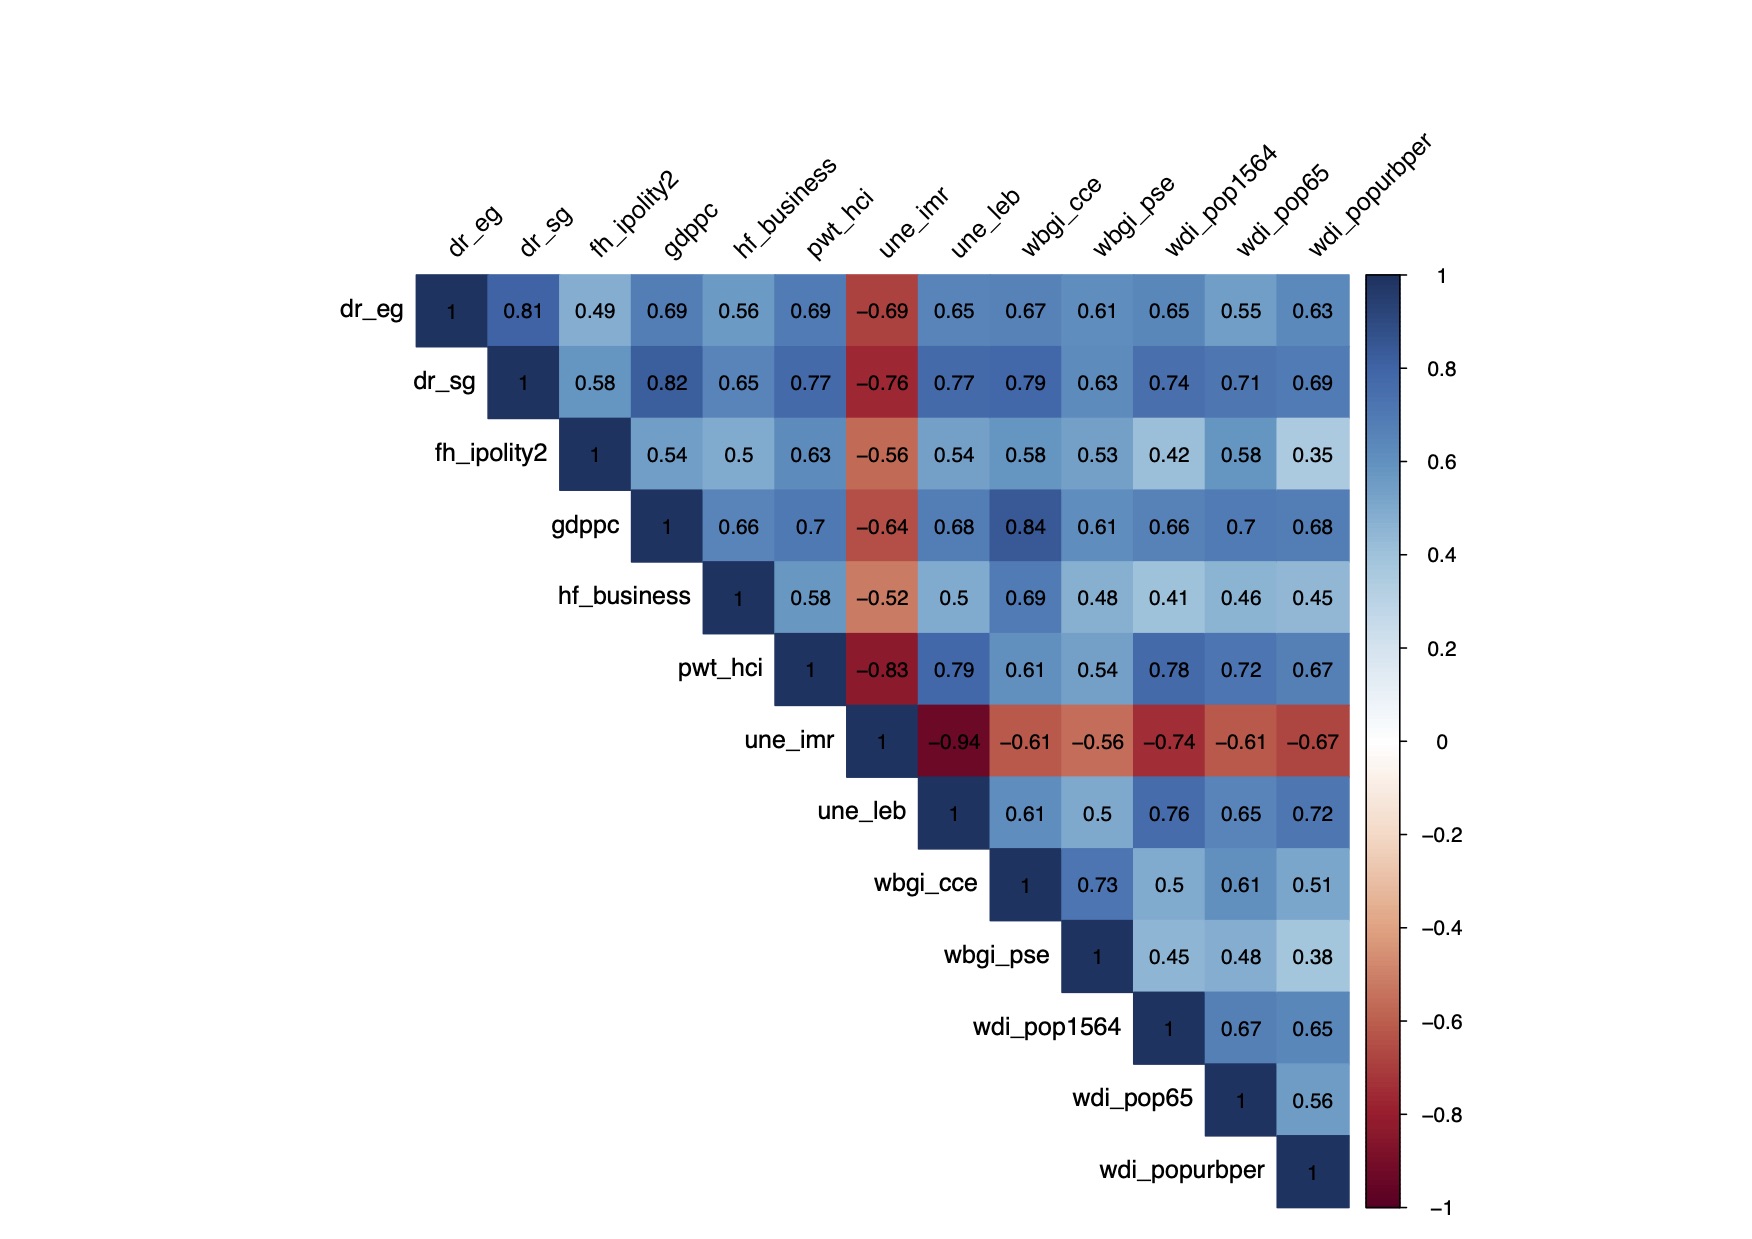 dr_eg dr_sg fh_ipolity2 gdppc hf_business pwt_hci une_imr une_leb wbgi_cce wbgi_pse wdi_pop1564 wdi_pop65 wdi_popurbper
dr_eg 1 0.81 0.49 0.69 0.56 0.69 −0.69 0.65 0.67 0.61 0.65 0.55 0.63
dr_sg 1 0.58 0.82 0.65 0.77 −0.76 0.77 0.79 0.63 0.74 0.71 0.69
fh_ipolity2 1 0.54 0.5 0.63 −0.56 0.54 0.58 0.53 0.42 0.58 0.35
gdppc 1 0.66 0.7 −0.64 0.68 0.84 0.61 0.66 0.7 0.68
hf_business 1 0.58 −0.52 0.5 0.69 0.48 0.41 0.46 0.45
pwt_hci 1 −0.83 0.79 0.61 0.54 0.78 0.72 0.67
une_imr 1 −0.94 −0.61 −0.56 −0.74 −0.61 −0.67
une_leb 1 0.61 0.5 0.76 0.65 0.72
wbgi_cce 1 0.73 0.5 0.61 0.51
wbgi_pse 1 0.45 0.48 0.38
wdi_pop1564 1 0.67 0.65
wdi_pop65 1 0.56
wdi_popurbper 1
1
0.8
0.6
0.4
0.2
0
−0.2
−0.4
−0.6
−0.8
−1